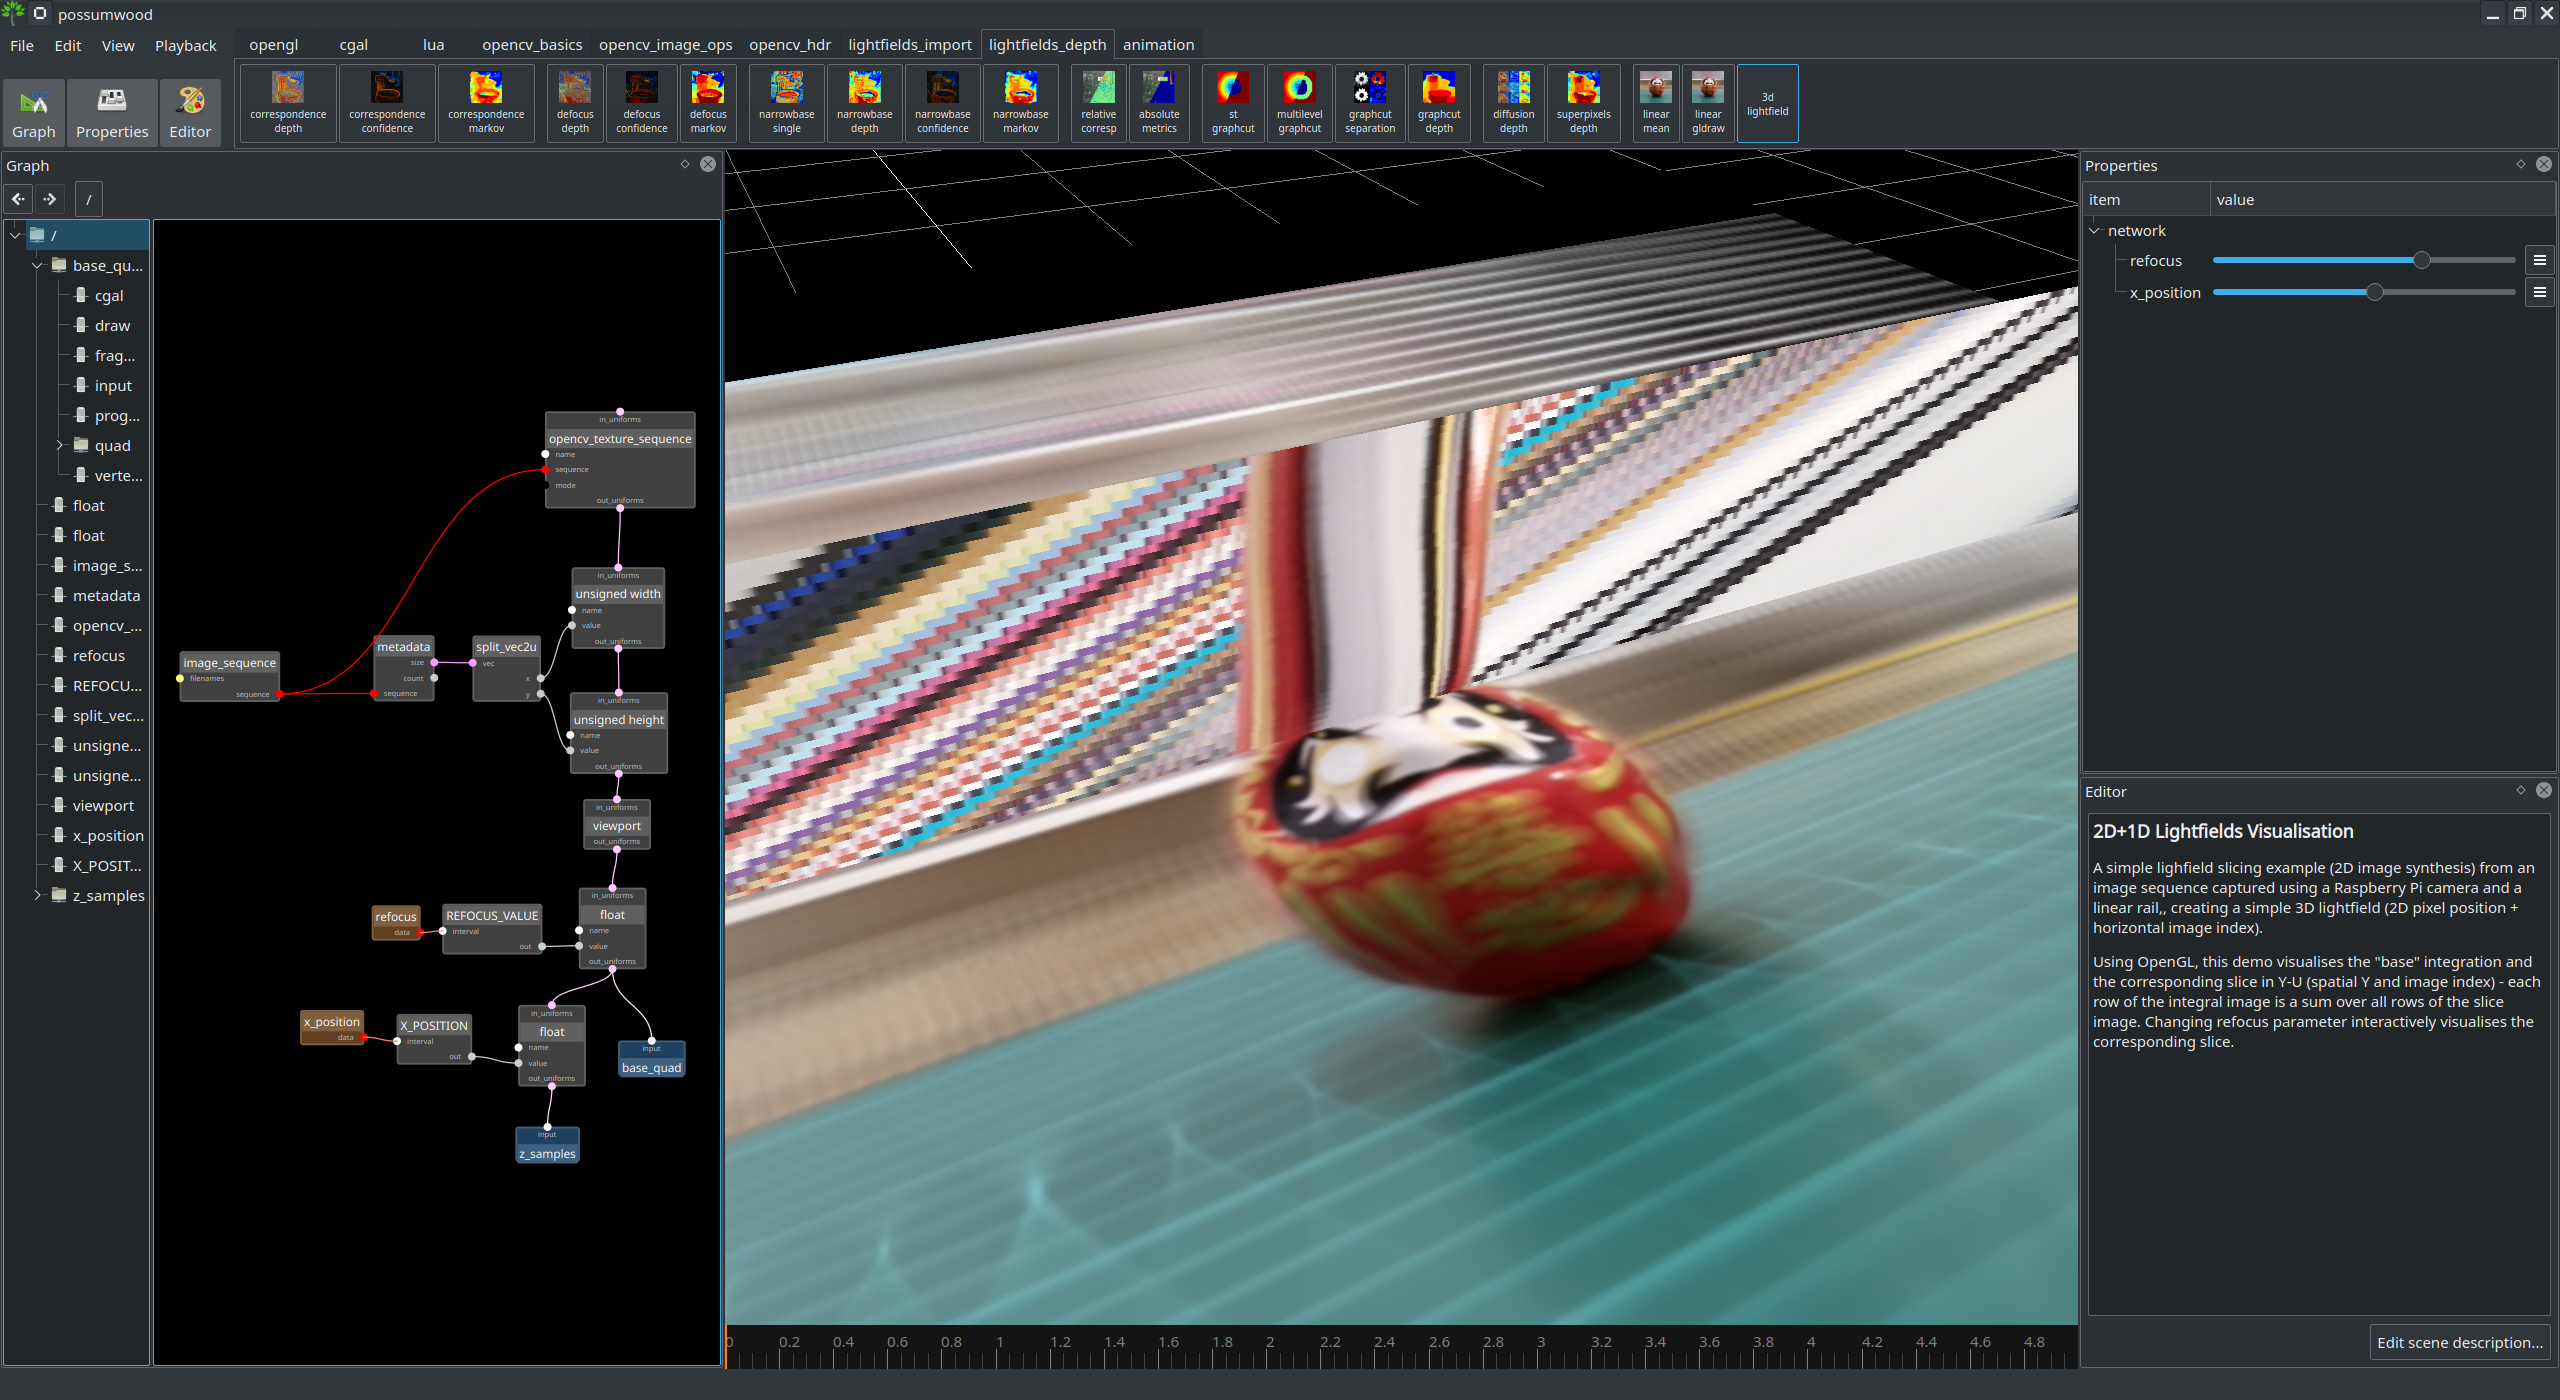 possumwood
File Edit View Playback
opengl cgal lua opencv_basics opencv_image_ops opencv_hdr lightfields_import lightfields_depth animation
Graph Properties Editor
correspondence depth
correspondence confidence
correspondence markov
defocus depth
defocus confidence
defocus markov
narrowbase single
narrowbase depth
narrowbase confidence
narrowbase markov
relative corresp
absolute metrics
st graphcut
multilevel graphcut
graphcut separation
graphcut depth
diffusion depth
superpixels depth
linear mean
linear gldraw
3d lightfield
Graph
/
/
base_qu...
cgal
draw
frag...
input
prog...
quad
verte...
float
float
image_s...
metadata
opencv_...
refocus
REFOCU...
split_vec...
unsigne...
unsigne...
viewport
x_position
X_POSIT...
z_samples
in_uniforms
opencv_texture_sequence
name
sequence
mode
out_uniforms
in_uniforms
unsigned width
name
value
out_uniforms
image_sequence
filenames
sequence
metadata
size
count
sequence
split_vec2u
vec
x
y
in_uniforms
unsigned height
name
value
out_uniforms
in_uniforms
viewport
out_uniforms
in_uniforms
float
name
value
out_uniforms
refocus
data
REFOCUS_VALUE
interval
out
x_position
data
X_POSITION
interval
out
in_uniforms
float
name
value
out_uniforms
input
base_quad
input
z_samples
0 0.2 0.4 0.6 0.8 1 1.2 1.4 1.6 1.8 2 2.2 2.4 2.6 2.8 3 3.2 3.4 3.6 3.8 4 4.2 4.4 4.6 4.8
Properties
item value
network
refocus
x_position
Editor
2D+1D Lightfields Visualisation
A simple lighfield slicing example (2D image synthesis) from an
image sequence captured using a Raspberry Pi camera and a
linear rail,, creating a simple 3D lightfield (2D pixel position +
horizontal image index).
Using OpenGL, this demo visualises the "base" integration and
the corresponding slice in Y-U (spatial Y and image index) - each
row of the integral image is a sum over all rows of the slice
image. Changing refocus parameter interactively visualises the
corresponding slice.
Edit scene description...